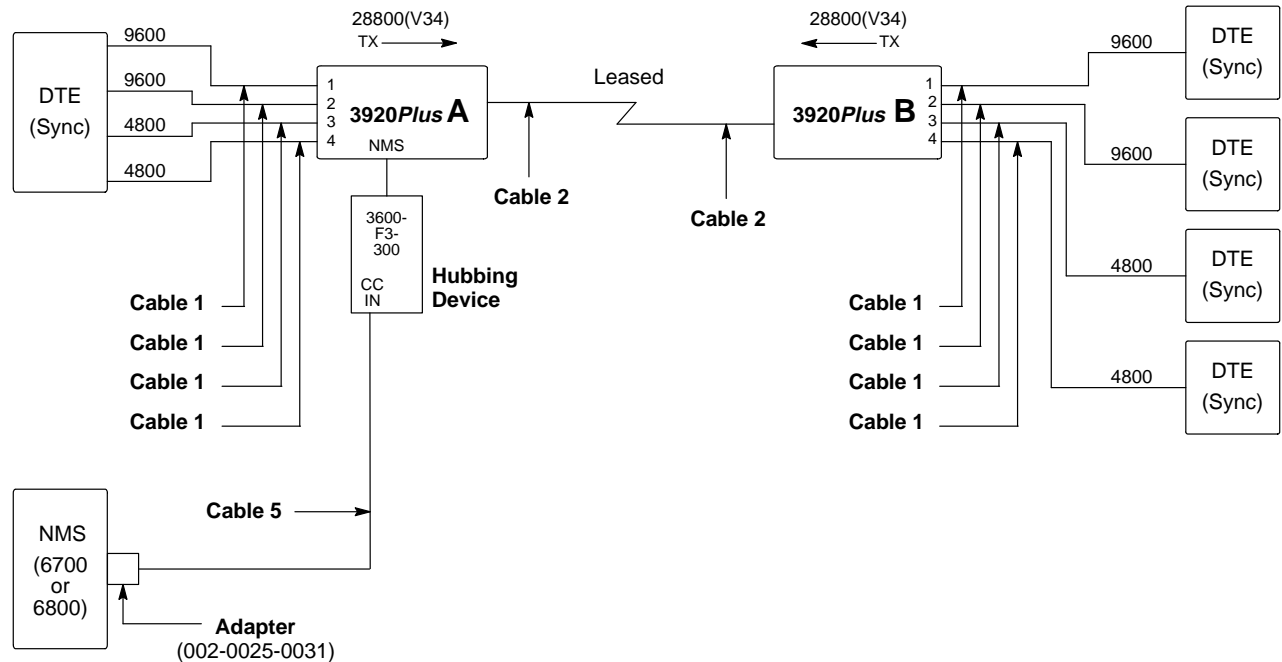 28800(V34)
TX
28800(V34)
TX
9600
9600
4800
4800
DTE
(Sync)
1
2
3
4
3920Plus A
NMS
Leased
3920Plus B
1
2
3
4
9600
9600
4800
4800
DTE
(Sync)
DTE
(Sync)
DTE
(Sync)
DTE
(Sync)
Cable 2
Cable 2
3600-
F3-
300
CC
IN
Hubbing
Device
Cable 1
Cable 1
Cable 1
Cable 1
Cable 1
Cable 1
Cable 1
Cable 1
Cable 5
NMS
(6700
or
6800)
Adapter
(002-0025-0031)